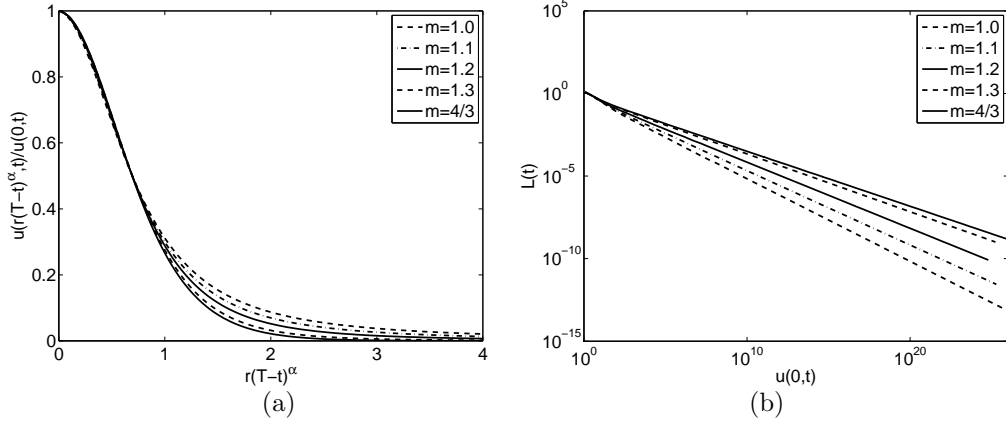 1
0.8
0.6
0.4
0.2
0
u(r(T−t)^α,t)/u(0,t)
0 1 2 3 4
r(T−t)^α
m=1.0
m=1.1
m=1.2
m=1.3
m=4/3
(a)
10^5
10^0
10^−5
10^−10
10^−15
L(t)
10^0 10^10 10^20
u(0,t)
m=1.0
m=1.1
m=1.2
m=1.3
m=4/3
(b)